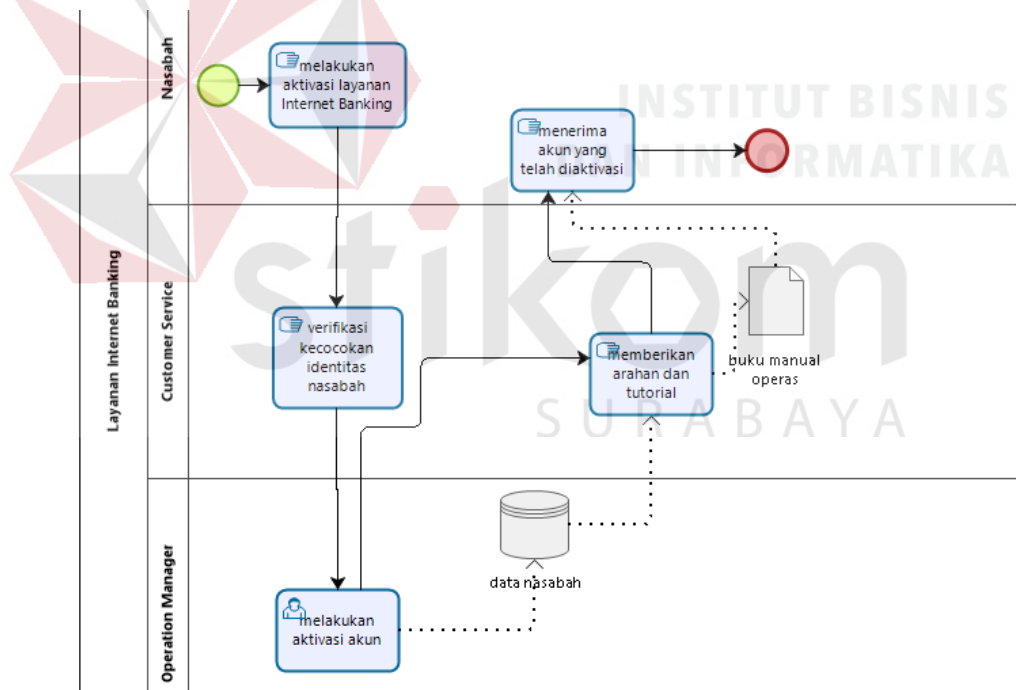 Layanan Internet Banking
Nasabah
melakukan
aktivasi layanan
Internet Banking
menerima
akun yang
telah diaktivasi
INSTITUT BISNIS
DAN INFORMATIKA
stikom
SURABAYA
Customer Service
verifikasi
kecocokan
identitas
nasabah
memberikan
arahan dan
tutorial
buku manual
operas
Operation Manager
melakukan
aktivasi akun
data nasabah